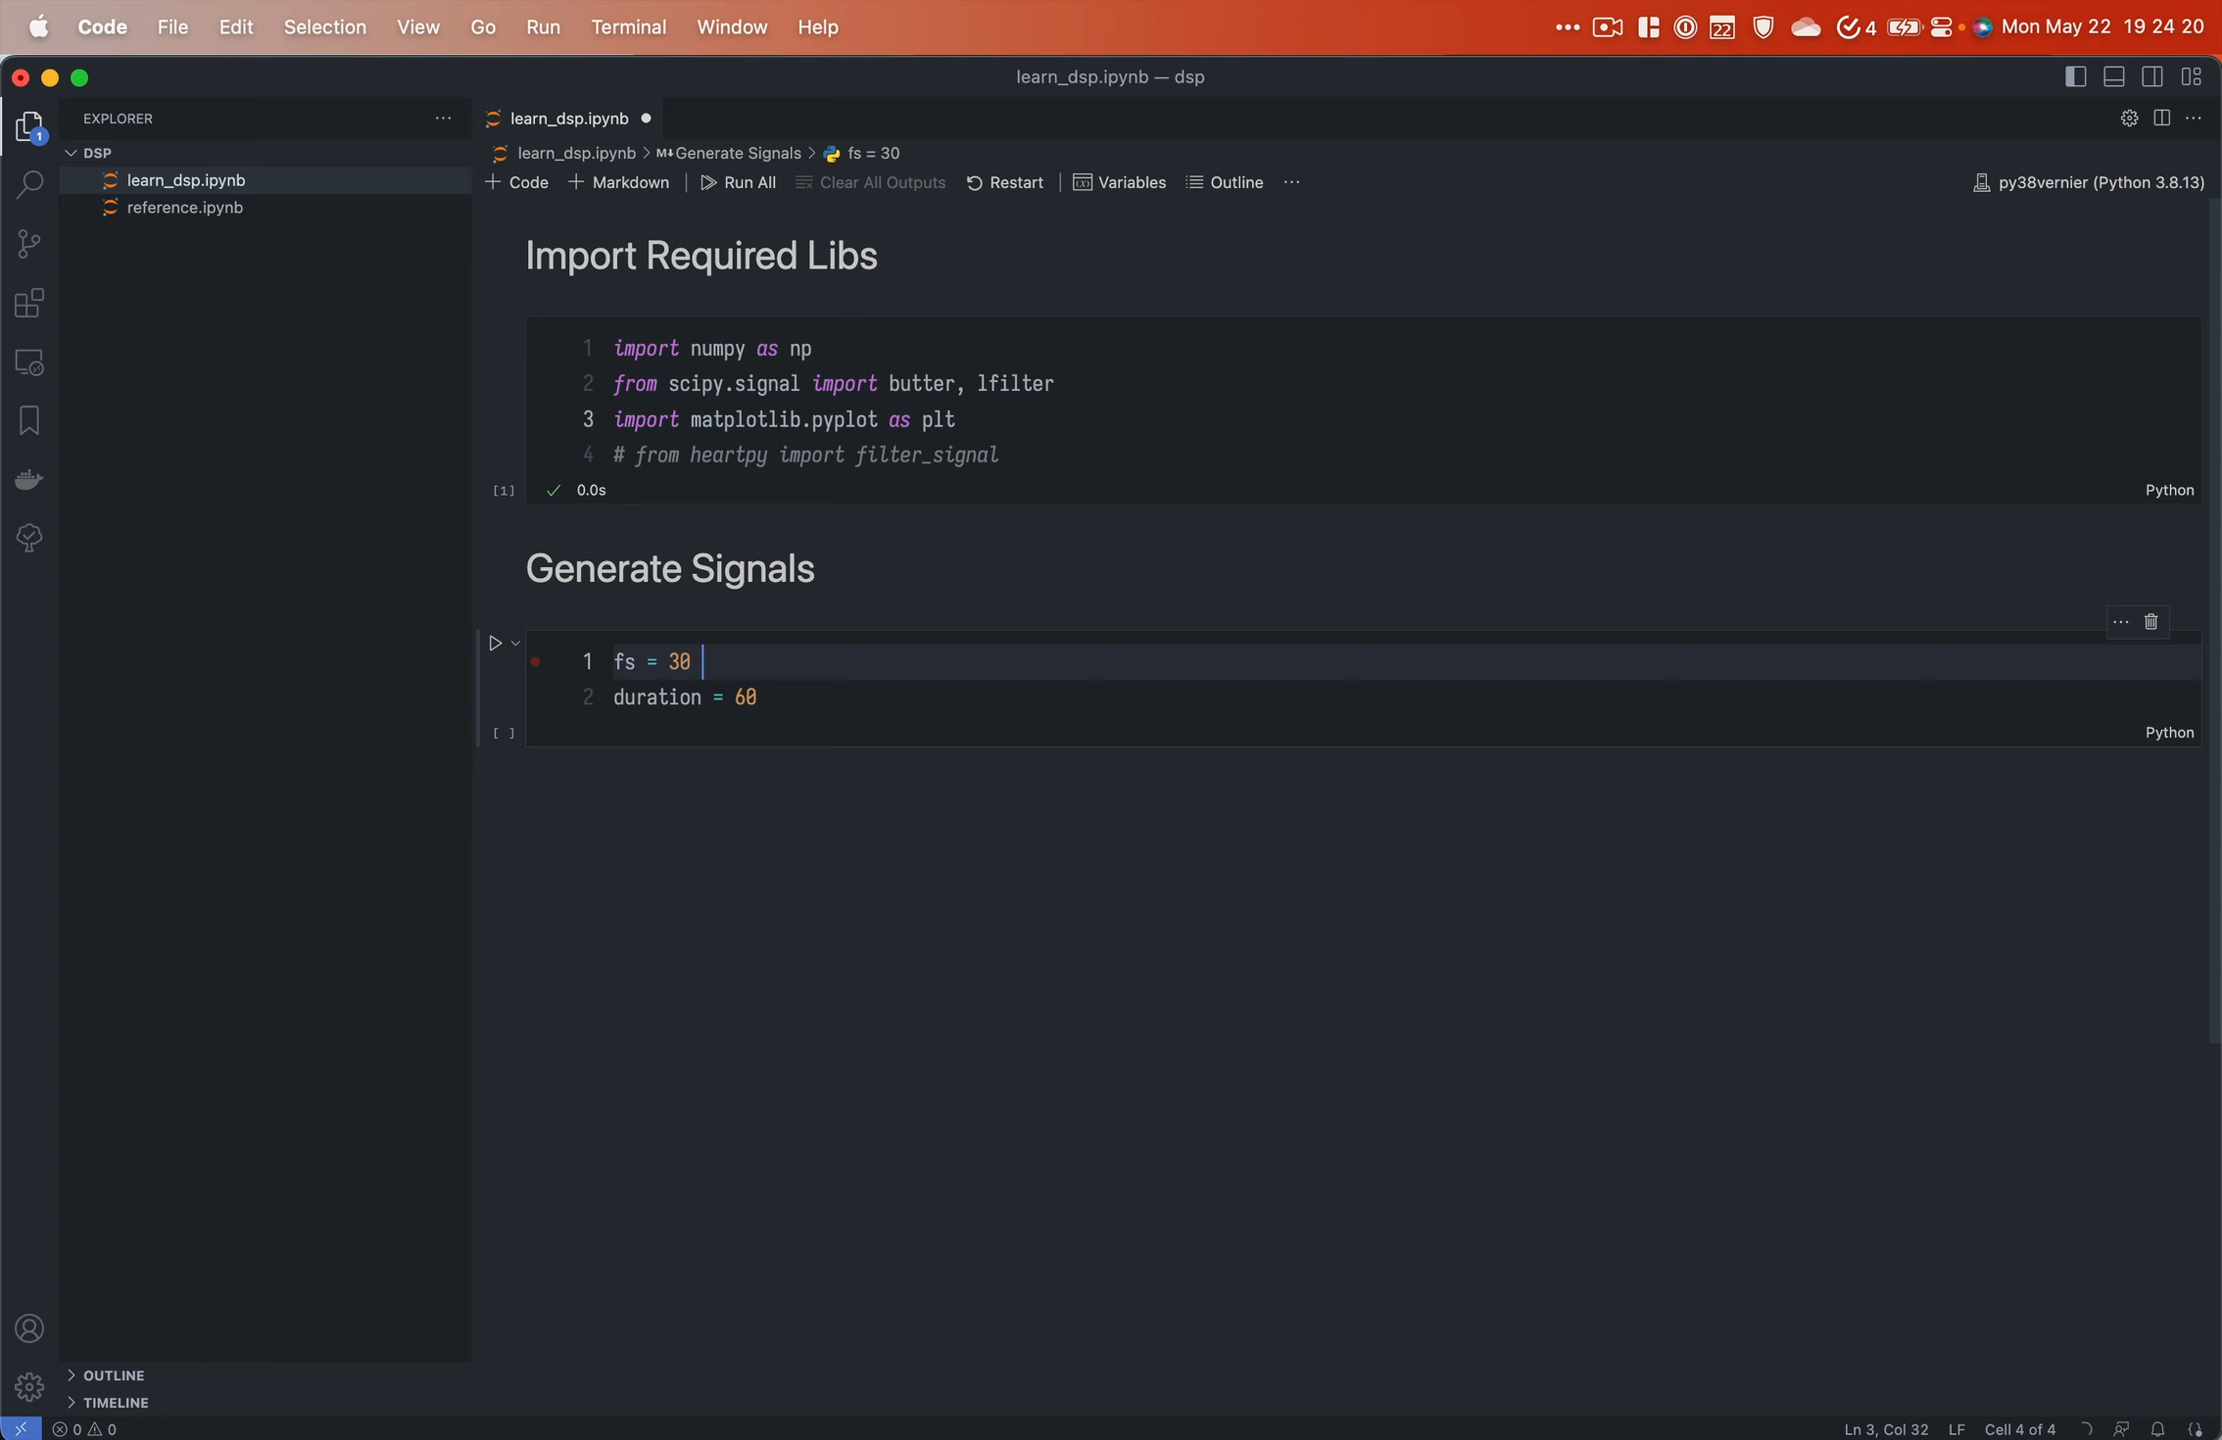 Code File Edit Selection View Go Run Terminal Window Help 22 4 Mon May 22 19 24 20
learn_dsp.ipynb — dsp
EXPLORER
learn_dsp.ipynb
1
DSP
learn_dsp.ipynb > M↓Generate Signals > fs = 30
learn_dsp.ipynb
+ Code + Markdown Run All Clear All Outputs Restart Variables Outline ... py38vernier (Python 3.8.13)
reference.ipynb
Import Required Libs
1 import numpy as np
2 from scipy.signal import butter, lfilter
3 import matplotlib.pyplot as plt
4 # from heartpy import filter_signal
[1] ✓ 0.0s Python
Generate Signals
1 fs = 30
2 duration = 60
[ ] Python
OUTLINE
TIMELINE
0 0 Ln 3, Col 32 LF Cell 4 of 4